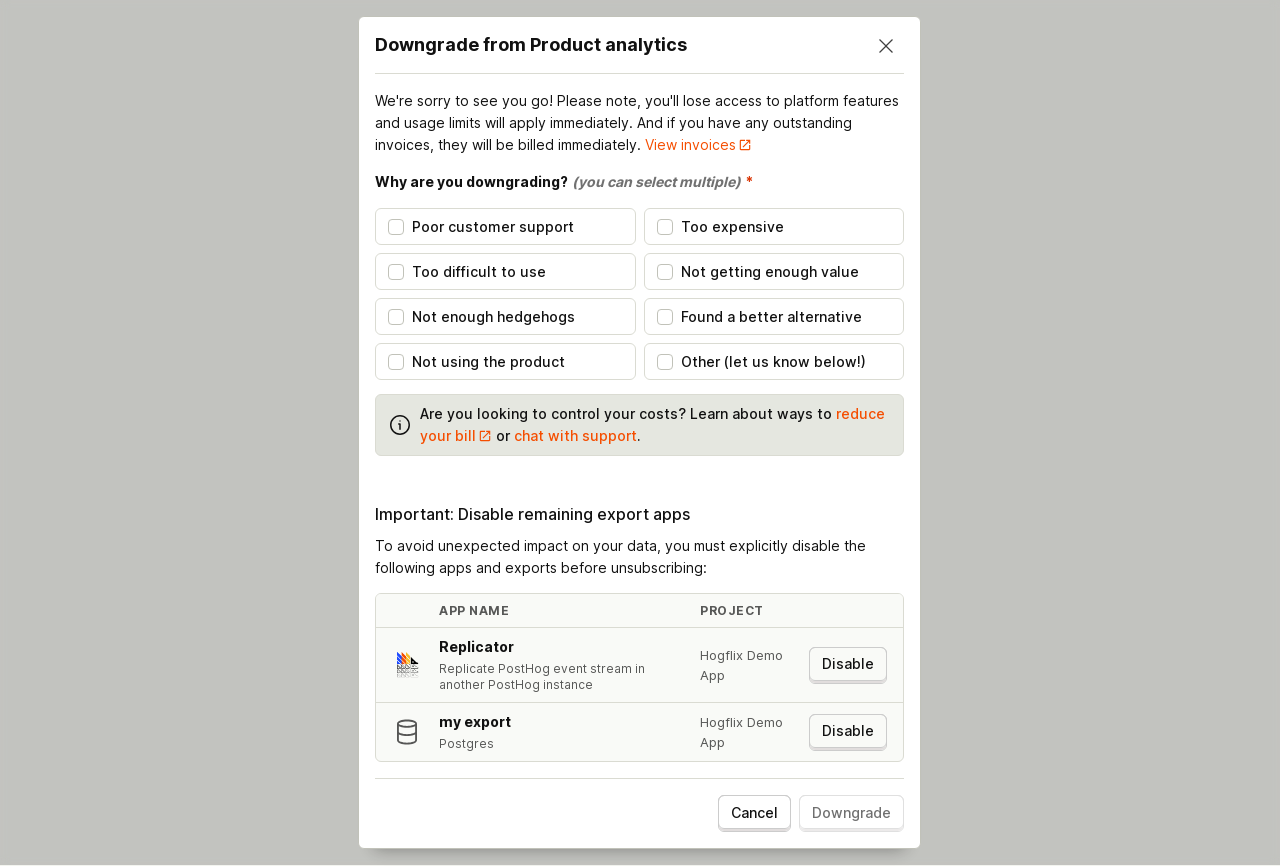 Downgrade from Product analytics
We're sorry to see you go! Please note, you'll lose access to platform features
and usage limits will apply immediately. And if you have any outstanding
invoices, they will be billed immediately. View invoices
Why are you downgrading? (you can select multiple) *
Poor customer support
Too expensive
Too difficult to use
Not getting enough value
Not enough hedgehogs
Found a better alternative
Not using the product
Other (let us know below!)
Are you looking to control your costs? Learn about ways to reduce
your bill or chat with support.
Important: Disable remaining export apps
To avoid unexpected impact on your data, you must explicitly disable the
following apps and exports before unsubscribing:
APP NAME PROJECT
Replicator
Replicate PostHog event stream in
another PostHog instance
Hogflix Demo
App
Disable
my export
Postgres
Hogflix Demo
App
Disable
Cancel Downgrade